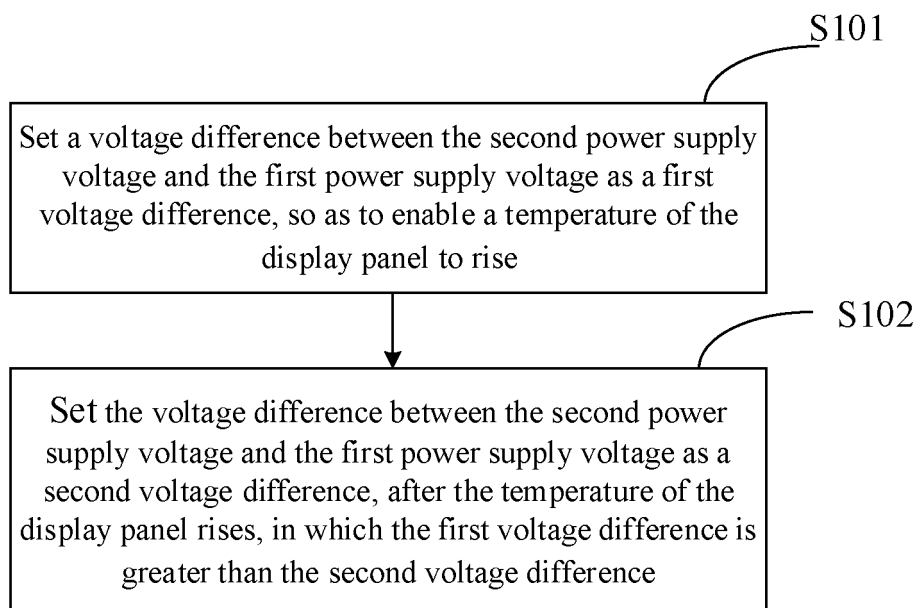 S101
Set a voltage difference between the second power supply
voltage and the first power supply voltage as a first
voltage difference, so as to enable a temperature of the
display panel to rise
S102
Set the voltage difference between the second power
supply voltage and the first power supply voltage as a
second voltage difference, after the temperature of the
display panel rises, in which the first voltage difference is
greater than the second voltage difference